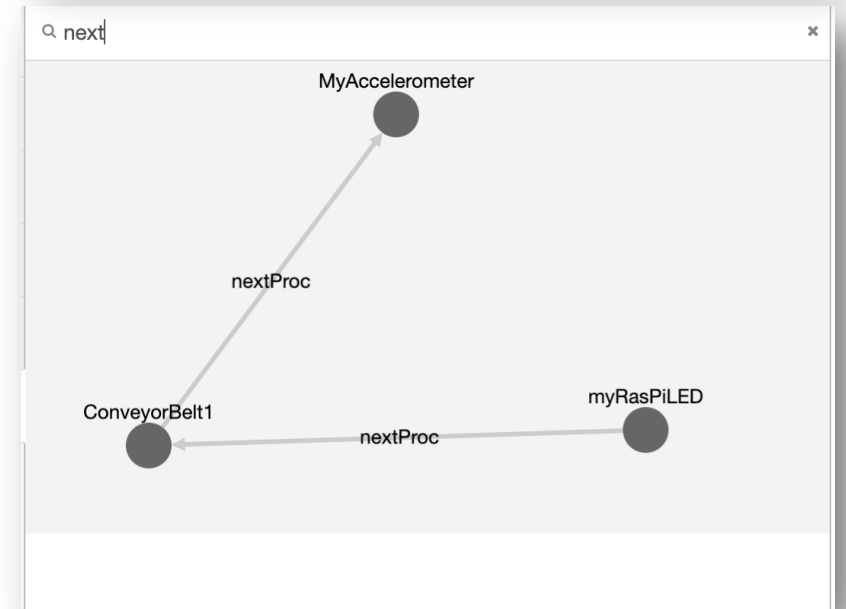 next
MyAccelerometer
nextProc
ConveyorBelt1
myRasPiLED
nextProc